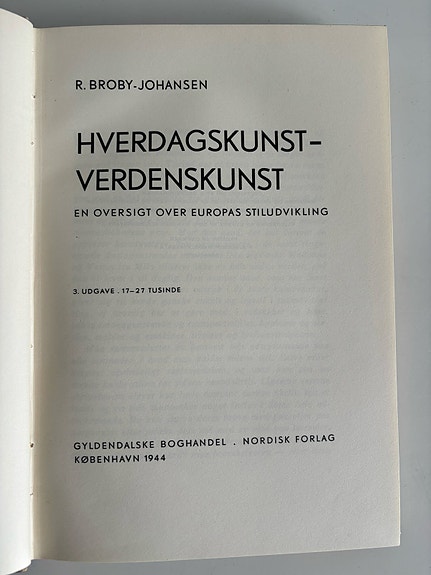 R. BROBY-JOHANSEN
HVERDAGSKUNST-
VERDENSKUNST
EN OVERSIGT OVER EUROPAS STILUDVIKLING
3. UDGAVE . 17-27 TUSINDE
GYLDENDALSKE BOGHANDEL . NORDISK FORLAG
KØBENHAVN 1944